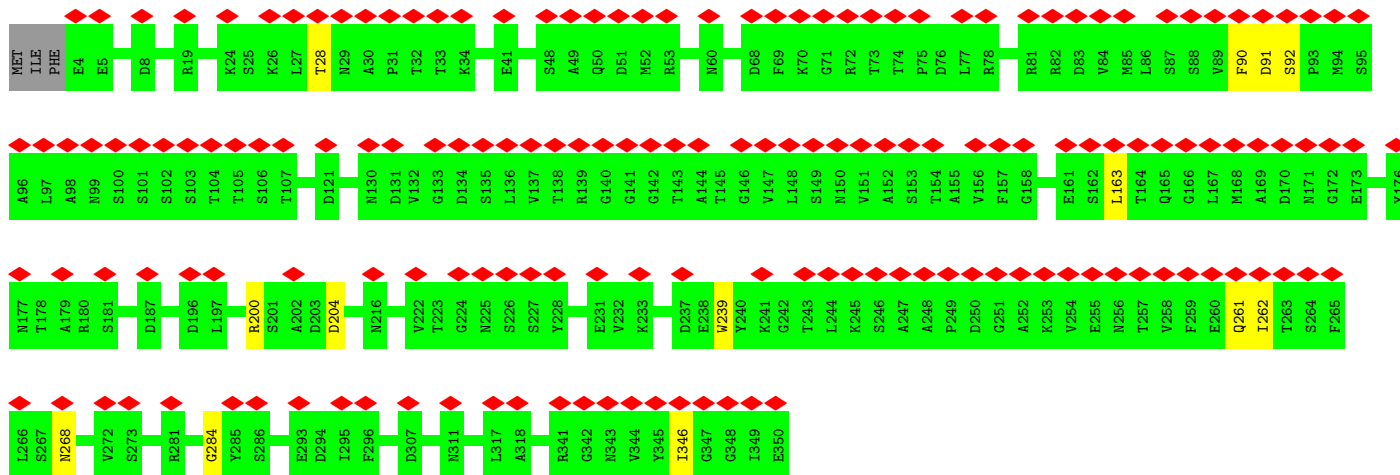 MET ILE PHE E4 E5 D8 R19 K24 S25 K26 L27 T28 N29 A30 P31 T32 T33 K34 E41 S48 A49 Q50 D51 M52 R53 N60 D68 F69 K70 G71 R72 T73 T74 P75 D76 L77 R78 R81 R82 D83 V84 M85 L86 S87 S88 V89 F90 D91 S92 P93 M94 S95
A96 L97 A98 N99 S100 S101 S102 S103 T104 T105 S106 T107 D121 N130 D131 V132 G133 D134 S135 L136 V137 T138 R139 G140 G141 G142 T143 A144 T145 G146 V147 L148 S149 N150 V151 A152 S153 T154 A155 V156 F157 G158 E161 S162 L163 T164 Q165 G166 L167 M168 A169 D170 N171 G172 E173 Y176
N177 T178 A179 R180 S181 D187 D196 L197 R200 S201 A202 D203 D204 N216 V222 T223 G224 N225 S226 S227 Y228 E231 V232 K233 D237 E238 W239 Y240 K241 G242 T243 L244 K245 S246 A247 A248 P249 D250 G251 A252 K253 V254 E255 N256 T257 V258 F259 E260 Q261 I262 T263 S264 F265
L266 S267 N268 V272 S273 R281 G284 Y285 S286 E293 D294 I295 F296 D307 N311 L317 A318 R341 G342 N343 V344 Y345 I346 G347 G348 I349 E350